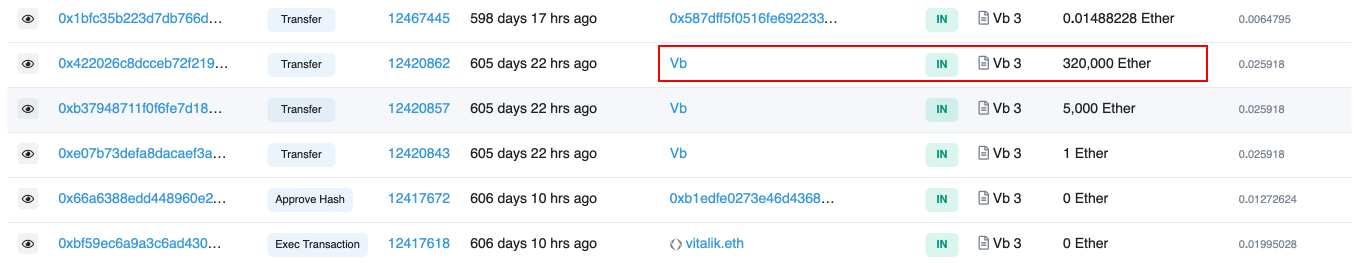 0x1bfc35b223d7db766d... Transfer 12467445 598 days 17 hrs ago 0x587dff5f0516fe692233... IN Vb 3 0.01488228 Ether 0.0064795
0x422026c8dcceb72f219... Transfer 12420862 605 days 22 hrs ago Vb IN Vb 3 320,000 Ether 0.025918
0xb37948711f0f6fe7d18... Transfer 12420857 605 days 22 hrs ago Vb IN Vb 3 5,000 Ether 0.025918
0xe07b73defa8dacaef3a... Transfer 12420843 605 days 22 hrs ago Vb IN Vb 3 1 Ether 0.025918
0x66a6388edd448960e2... Approve Hash 12417672 606 days 10 hrs ago 0xb1edfe0273e46d4368... IN Vb 3 0 Ether 0.01272624
0xbf59ec6a9a3c6ad430... Exec Transaction 12417618 606 days 10 hrs ago vitalik.eth IN Vb 3 0 Ether 0.01995028